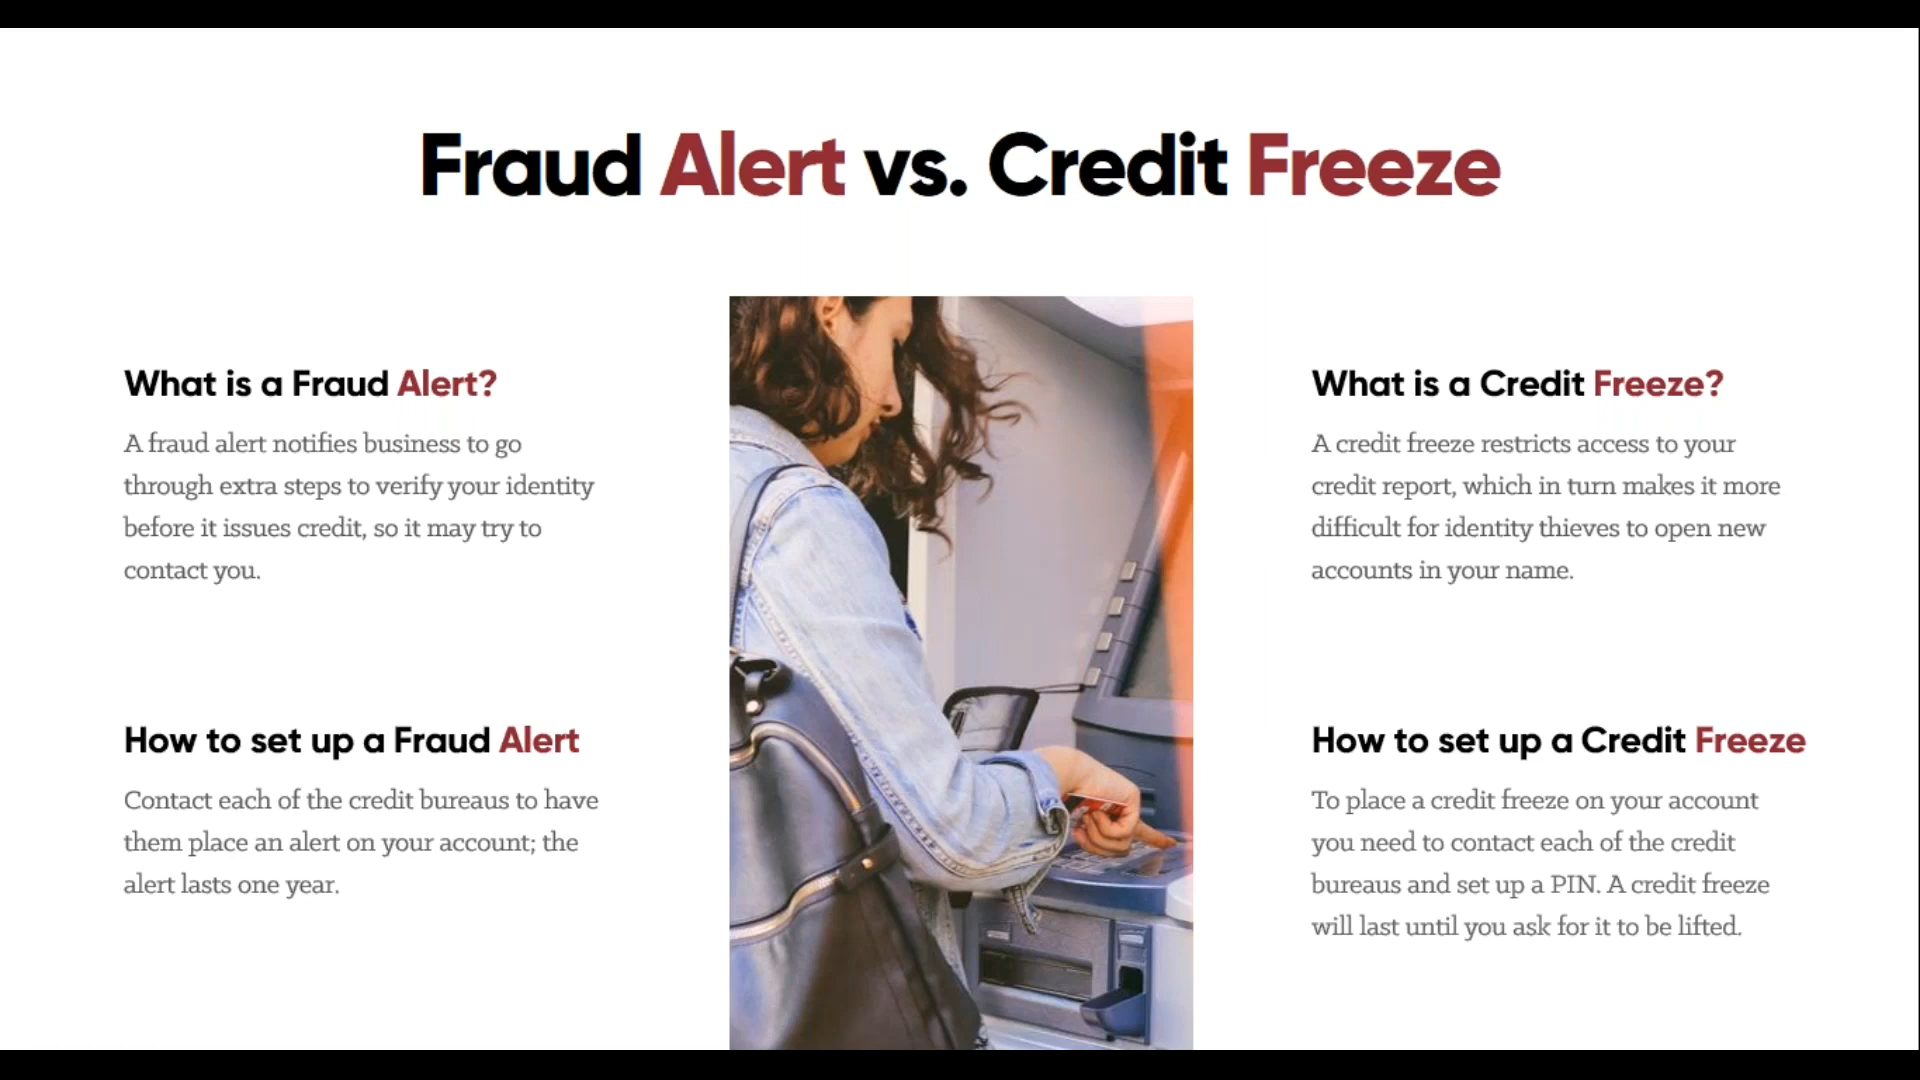 Fraud Alert vs. Credit Freeze
What is a Fraud Alert?
A fraud alert notifies business to go
through extra steps to verify your identity
before it issues credit, so it may try to
contact you.
How to set up a Fraud Alert
Contact each of the credit bureaus to have
them place an alert on your account; the
alert lasts one year.
What is a Credit Freeze?
A credit freeze restricts access to your
credit report, which in turn makes it more
difficult for identity thieves to open new
accounts in your name.
How to set up a Credit Freeze
To place a credit freeze on your account
you need to contact each of the credit
bureaus and set up a PIN. A credit freeze
will last until you ask for it to be lifted.